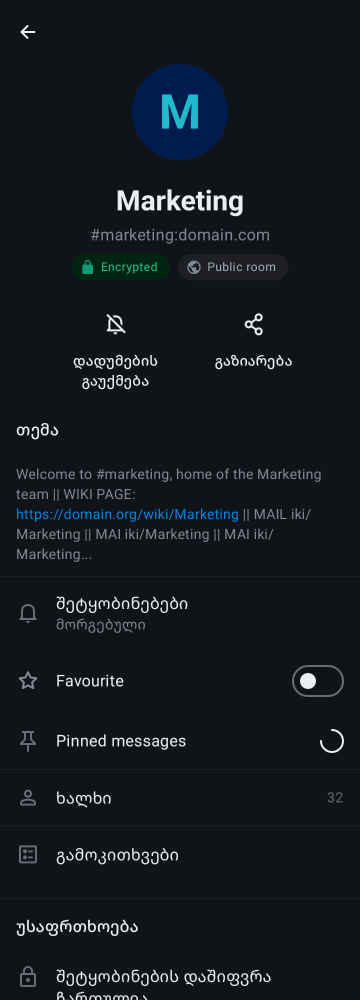 M
Marketing
#marketing:domain.com
Encrypted
Public room
დადუმების
გაუქმება
გაზიარება
თემა
Welcome to #marketing, home of the Marketing
team || WIKI PAGE:
https://domain.org/wiki/Marketing || MAIL iki/
Marketing || MAI iki/Marketing || MAI iki/
Marketing...
შეტყობინებები
მორგებული
Favourite
Pinned messages
ხალხი
32
გამოკითხვები
უსაფრთხოება
შეტყობინების დაშიფვრა
ჩართულია